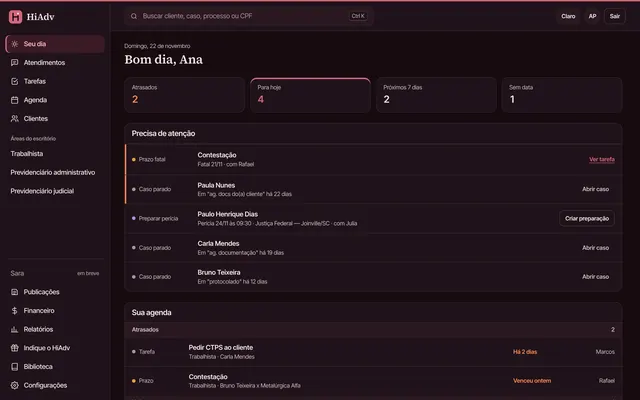 HiAdv
Buscar cliente, caso, processo ou CPF
Ctrl K
Claro
AP
Sair
Seu dia
Atendimentos
Tarefas
Agenda
Clientes
Áreas do escritório
Trabalhista
Previdenciário administrativo
Previdenciário judicial
Sara
em breve
Publicações
Financeiro
Relatórios
Indique o HiAdv
Biblioteca
Configurações
Domingo, 22 de novembro
Bom dia, Ana
Atrasados
2
Para hoje
4
Próximos 7 dias
2
Sem data
1
Precisa de atenção
Prazo fatal
Contestação
Fatal 21/11 · com Rafael
Ver tarefa
Caso parado
Paula Nunes
Em "ag. docs do(a) cliente" há 22 dias
Abrir caso
Preparar perícia
Paulo Henrique Dias
Perícia 24/11 às 09:30 · Justiça Federal — Joinville/SC · com Julia
Criar preparação
Caso parado
Carla Mendes
Em "ag. documentação" há 19 dias
Abrir caso
Caso parado
Bruno Teixeira
Em "protocolado" há 12 dias
Abrir caso
Sua agenda
Atrasados
2
Tarefa
Pedir CTPS ao cliente
Trabalhista · Carla Mendes
Há 2 dias
Marcos
Prazo
Contestação
Trabalhista · Bruno Teixeira x Metalúrgica Alfa
Venceu ontem
Rafael